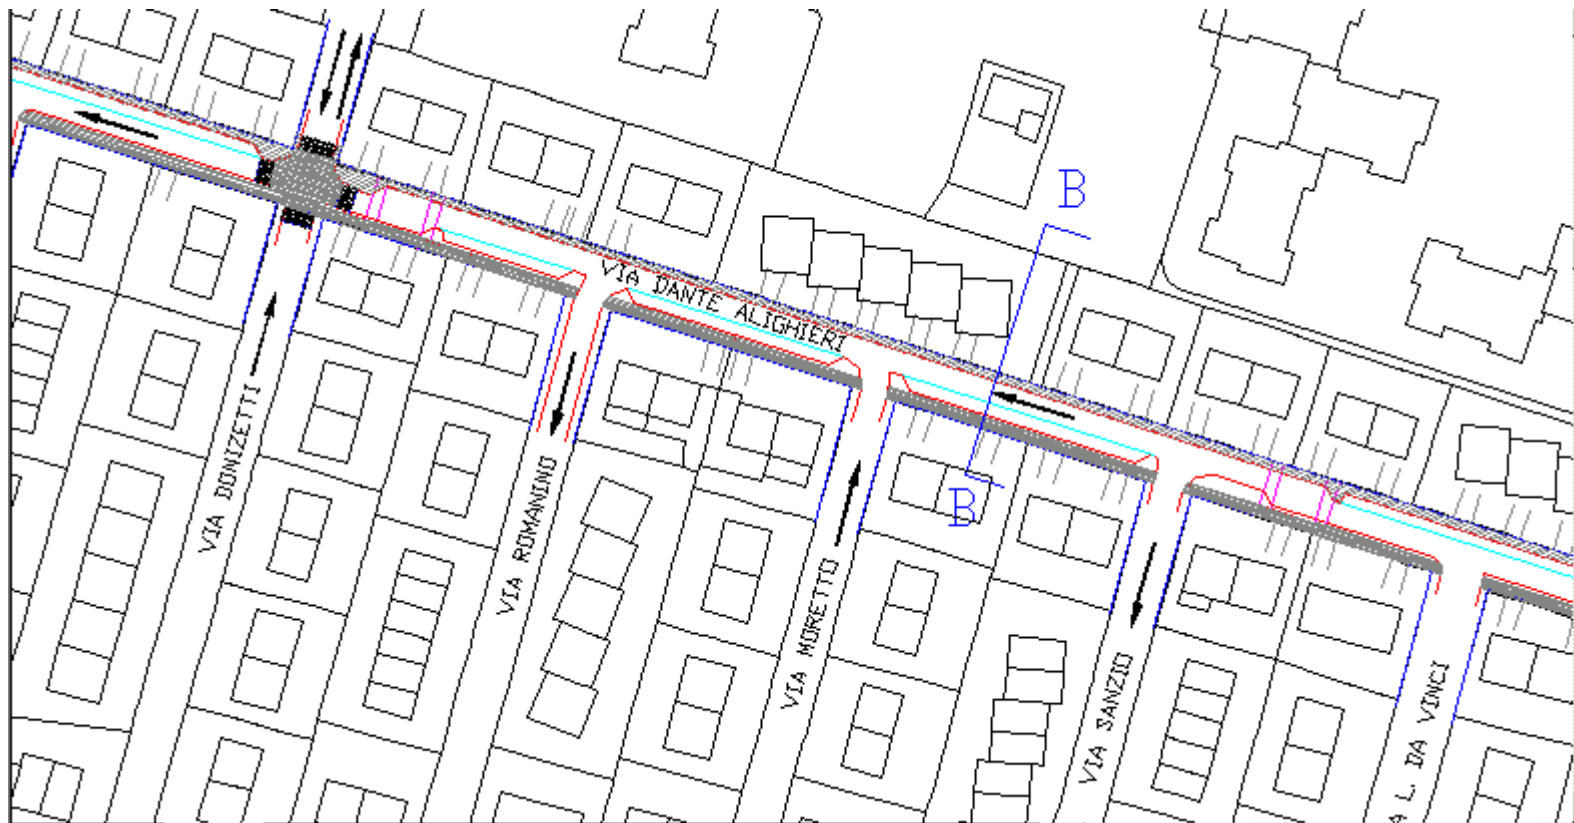 B
VIA DANTE ALIGHIERI
B
VIA DONIZETTI
VIA ROMANINO
VIA MORETTO
VIA SANZIO
A L. DA VINCI